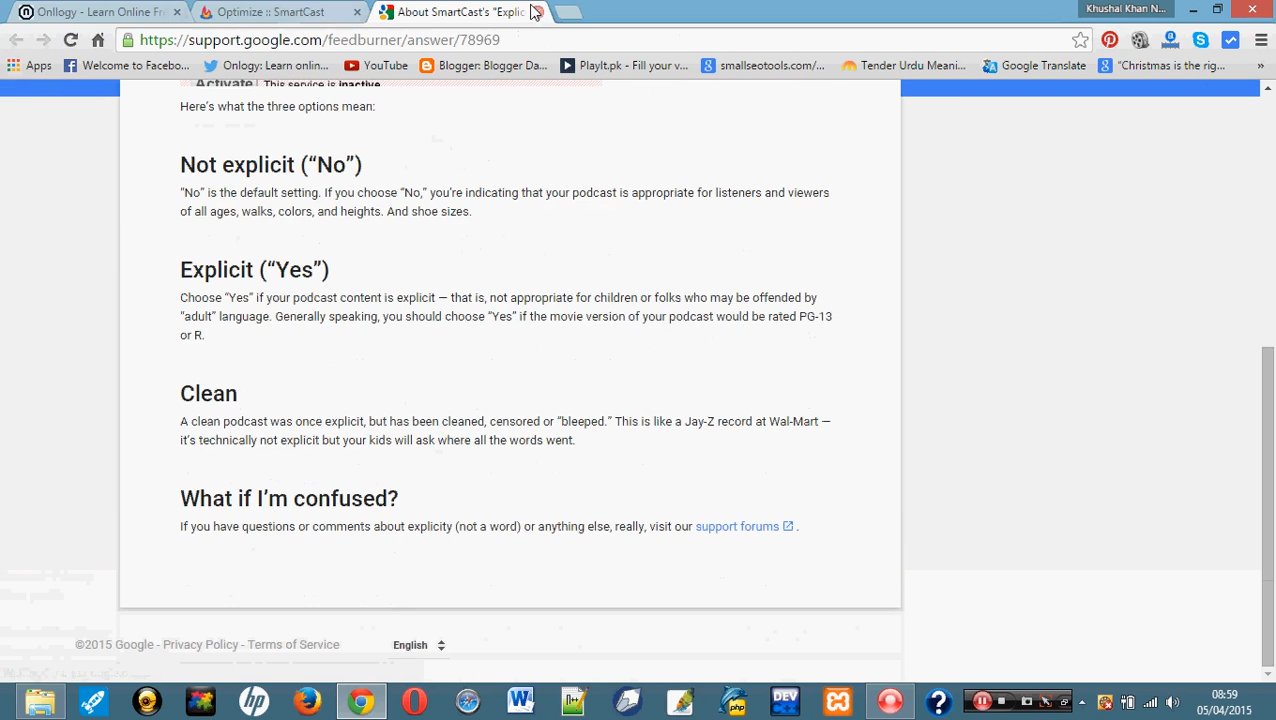 Onllogy - Learn Online Fr
Optimize :: SmartCast
About SmartCast's "Explic
Khushal Khan N...
https://support.google.com/feedburner/answer/78969
Apps
Welcome to Facebo...
Onlogy: Learn onlin...
YouTube
Blogger: Blogger Da...
PlayIt.pk - Fill your v...
smallseotools.com/...
Tender Urdu Meani...
Google Translate
"Christmas is the rig...
»
Activate
This service is inactive
Here's what the three options mean:
Not explicit (“No”)
“No” is the default setting. If you choose “No,” you’re indicating that your podcast is appropriate for listeners and viewers
of all ages, walks, colors, and heights. And shoe sizes.
Explicit (“Yes”)
Choose “Yes” if your podcast content is explicit — that is, not appropriate for children or folks who may be offended by
“adult” language. Generally speaking, you should choose “Yes” if the movie version of your podcast would be rated PG-13
or R.
Clean
A clean podcast was once explicit, but has been cleaned, censored or “bleeped.” This is like a Jay-Z record at Wal-Mart —
it’s technically not explicit but your kids will ask where all the words went.
What if I’m confused?
If you have questions or comments about explicity (not a word) or anything else, really, visit our support forums .
©2015 Google - Privacy Policy - Terms of Service
English
hp
W
php
DEV
08:59
05/04/2015